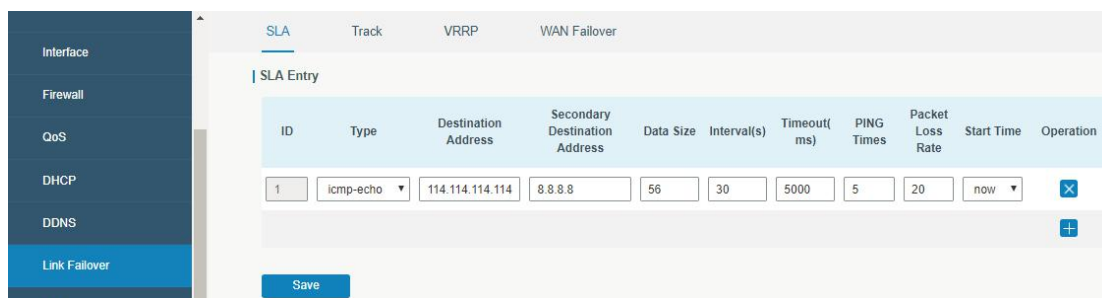 Interface
Firewall
QoS
DHCP
DDNS
Link Failover
SLA Track VRRP WAN Failover
SLA Entry
ID Type Destination Address Secondary Destination Address Data Size Interval(s) Timeout(ms) PING Times Packet Loss Rate Start Time Operation
1 icmp-echo 114.114.114.114 8.8.8.8 56 30 5000 5 20 now
Save